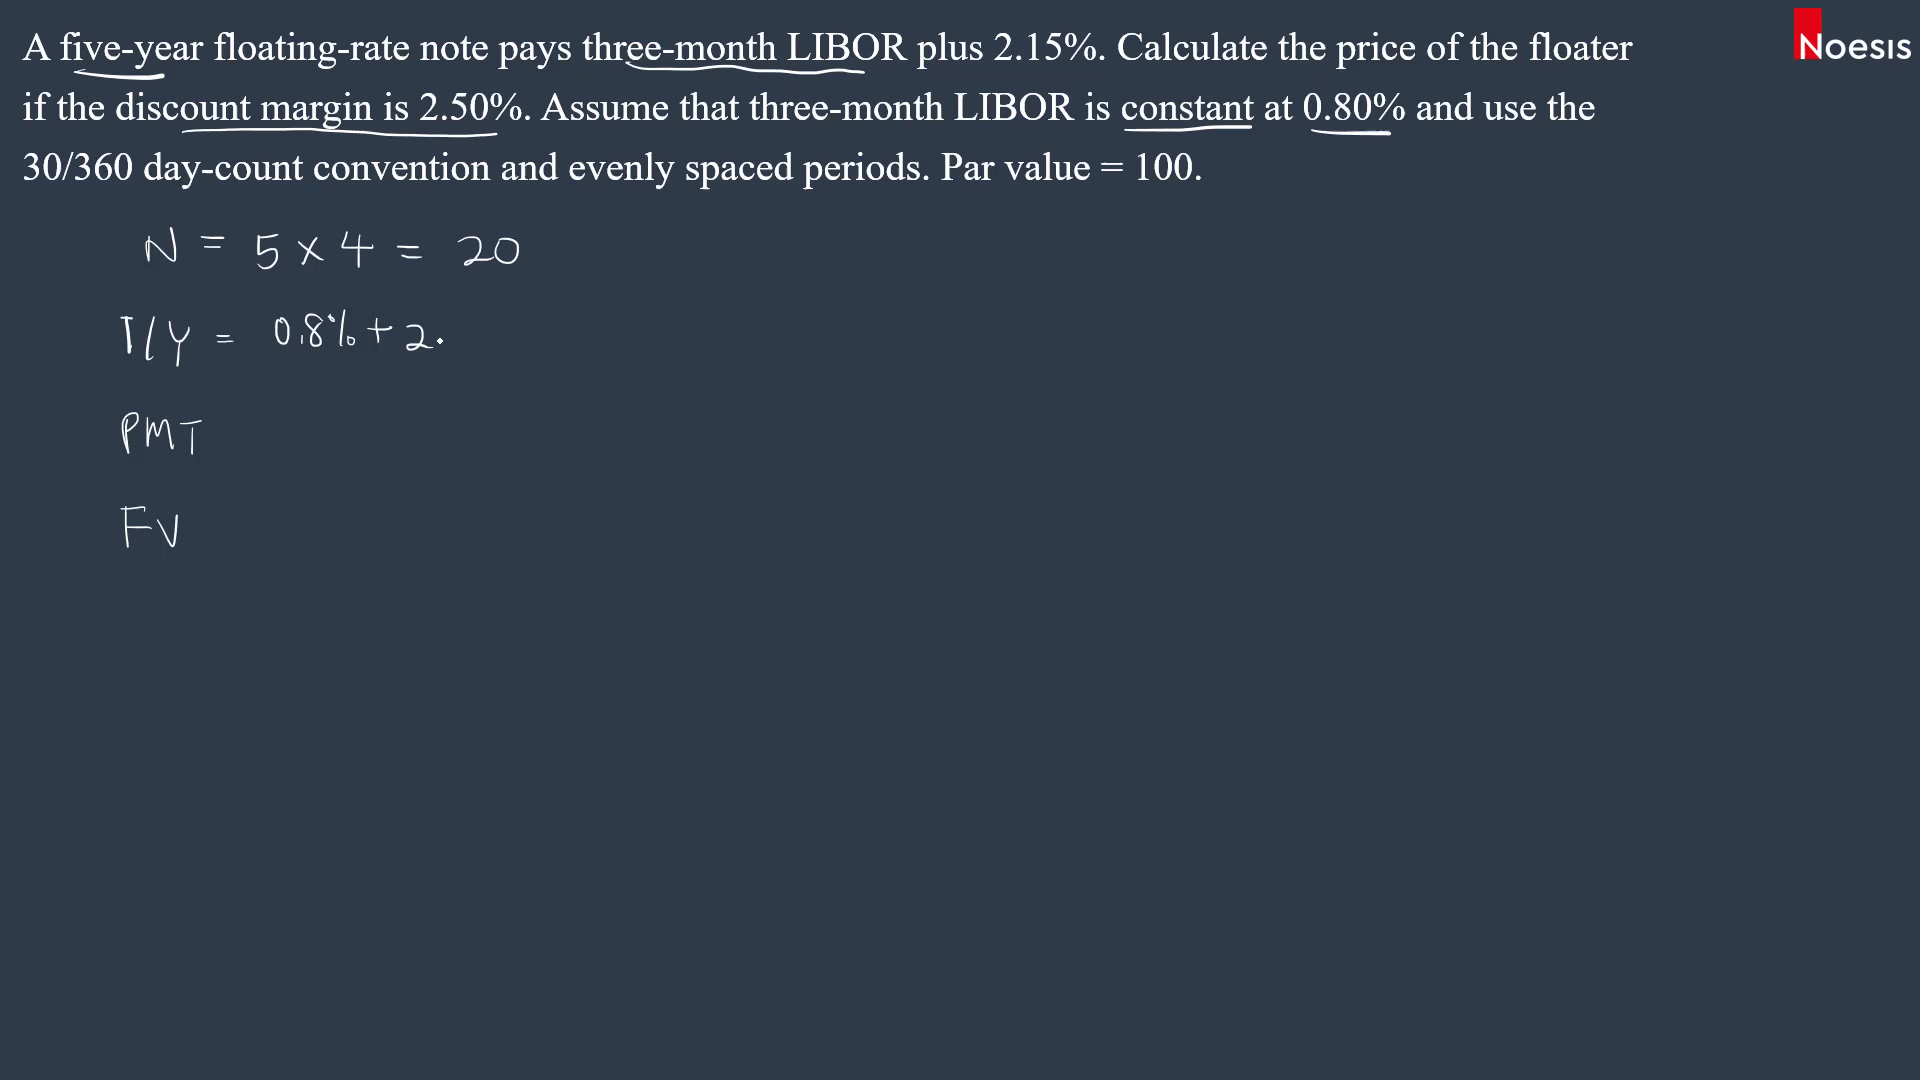 A five-year floating-rate note pays three-month LIBOR plus 2.15%. Calculate the price of the floater
if the discount margin is 2.50%. Assume that three-month LIBOR is constant at 0.80% and use the
30/360 day-count convention and evenly spaced periods. Par value = 100.
Noesis
N = 5 × 4 = 20
I/Y = 0.8% + 2.
PMT
FV